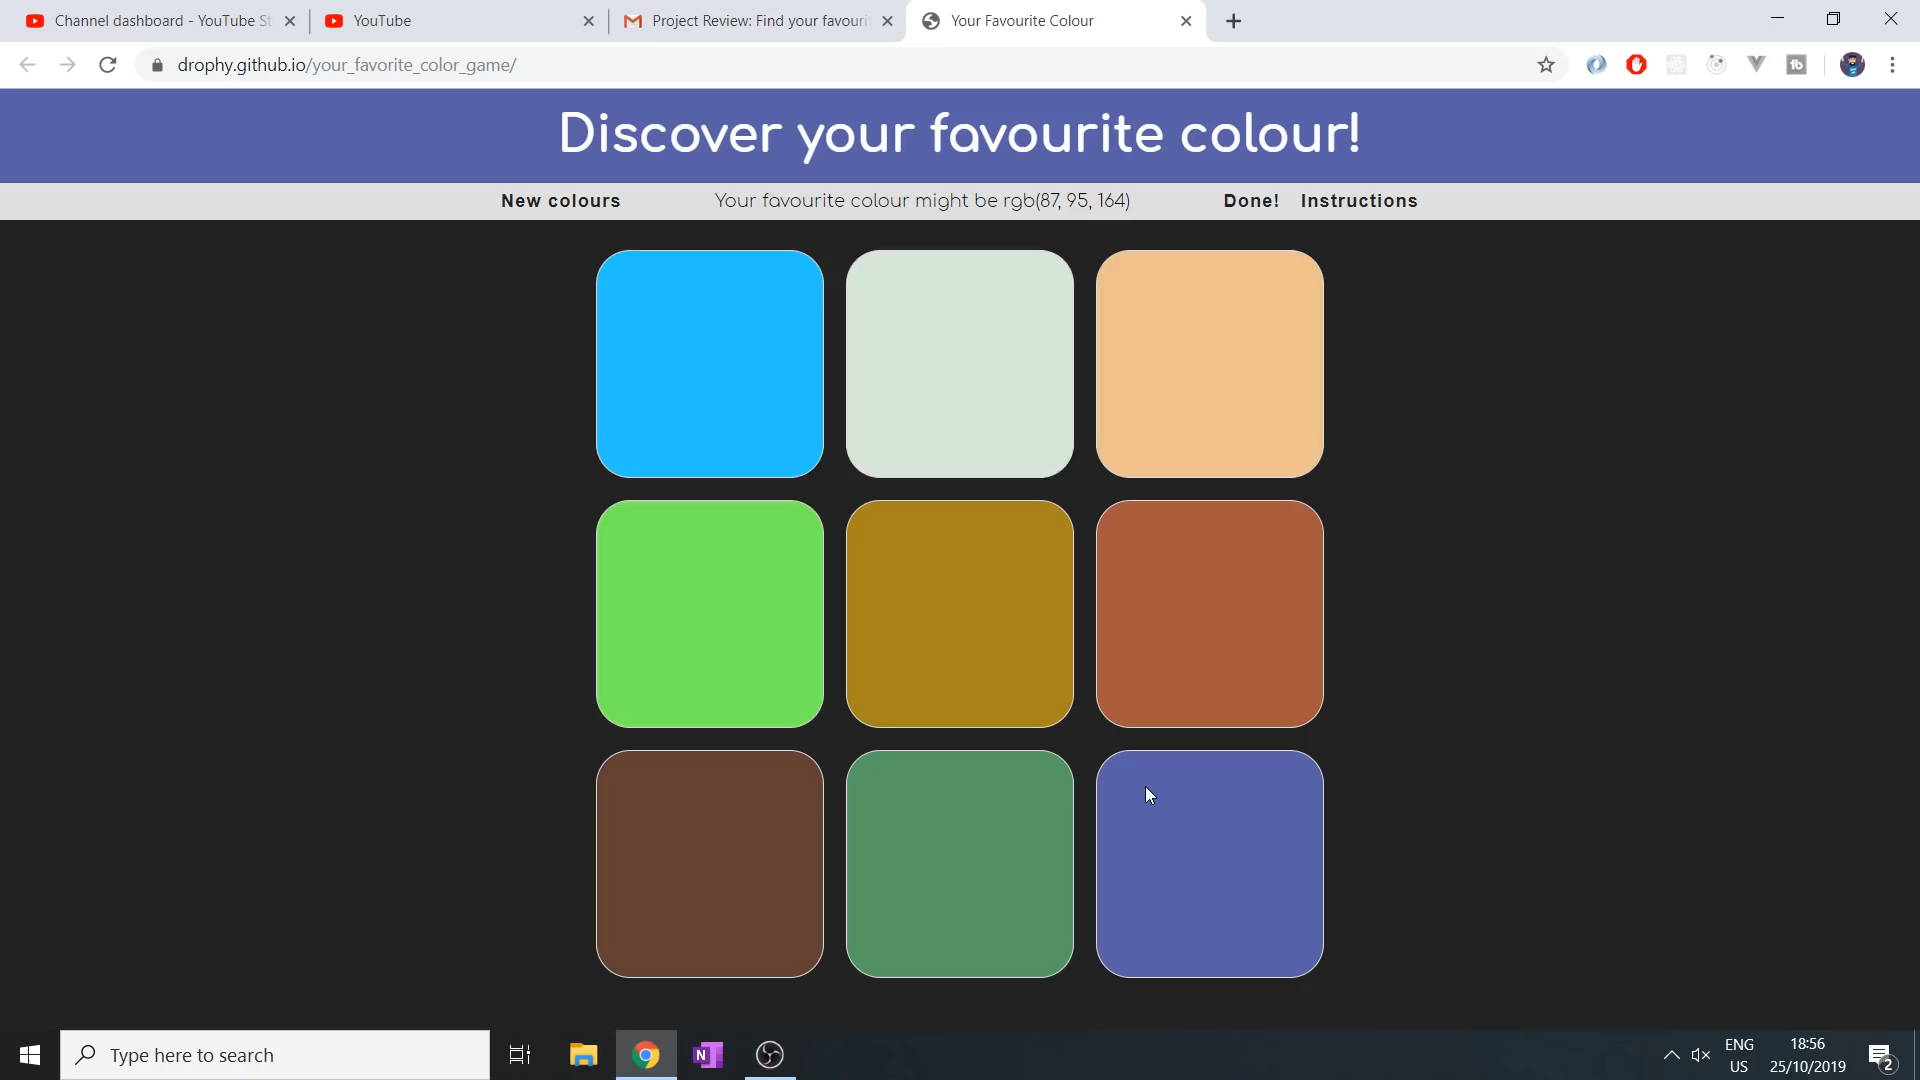 Channel dashboard - YouTube St
YouTube
Project Review: Find your favouri
Your Favourite Colour
drophy.github.io/your_favorite_color_game/
Discover your favourite colour!
New colours
Your favourite colour might be rgb(87, 95, 164)
Done!
Instructions
Type here to search
ENG
US
18:56
25/10/2019
2